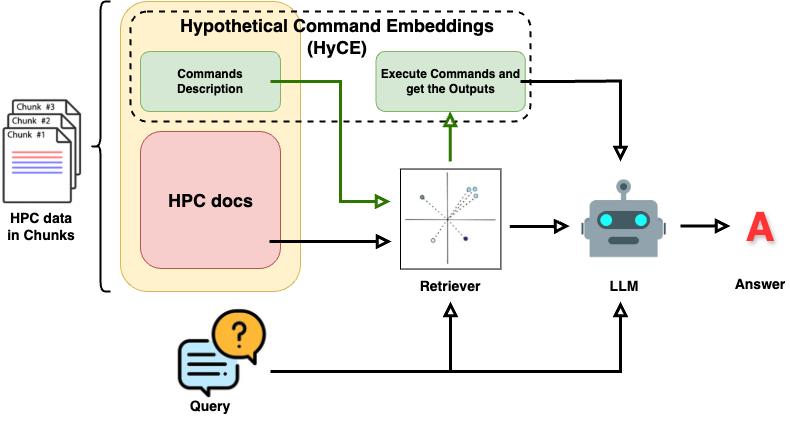 Hypothetical Command Embeddings
(HyCE)
Commands
Description
Execute Commands and
get the Outputs
Chunk #3
Chunk #2
Chunk #1
HPC data
in Chunks
HPC docs
Retriever
LLM
A
Answer
?
Query